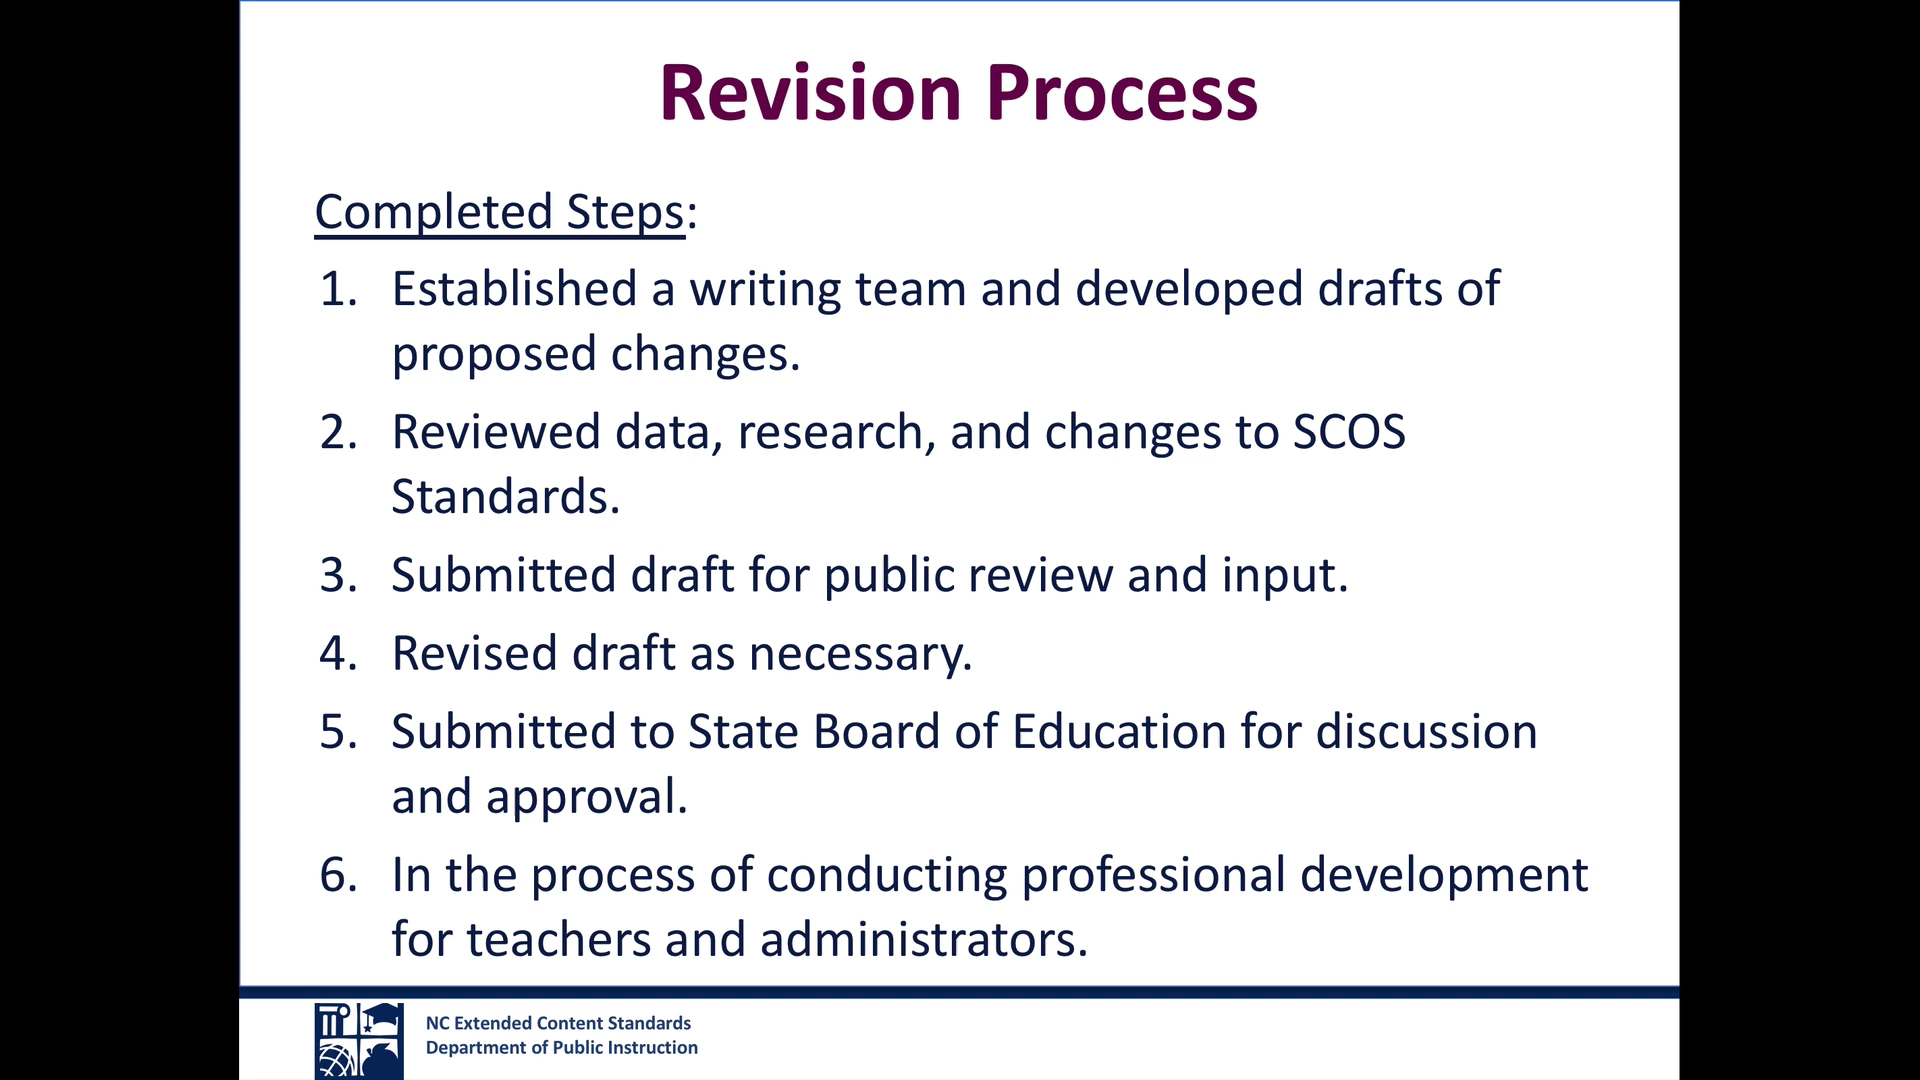 Revision Process
Completed Steps:
1. Established a writing team and developed drafts of
proposed changes.
2. Reviewed data, research, and changes to SCOS
Standards.
3. Submitted draft for public review and input.
4. Revised draft as necessary.
5. Submitted to State Board of Education for discussion
and approval.
6. In the process of conducting professional development
for teachers and administrators.
NC Extended Content Standards
Department of Public Instruction